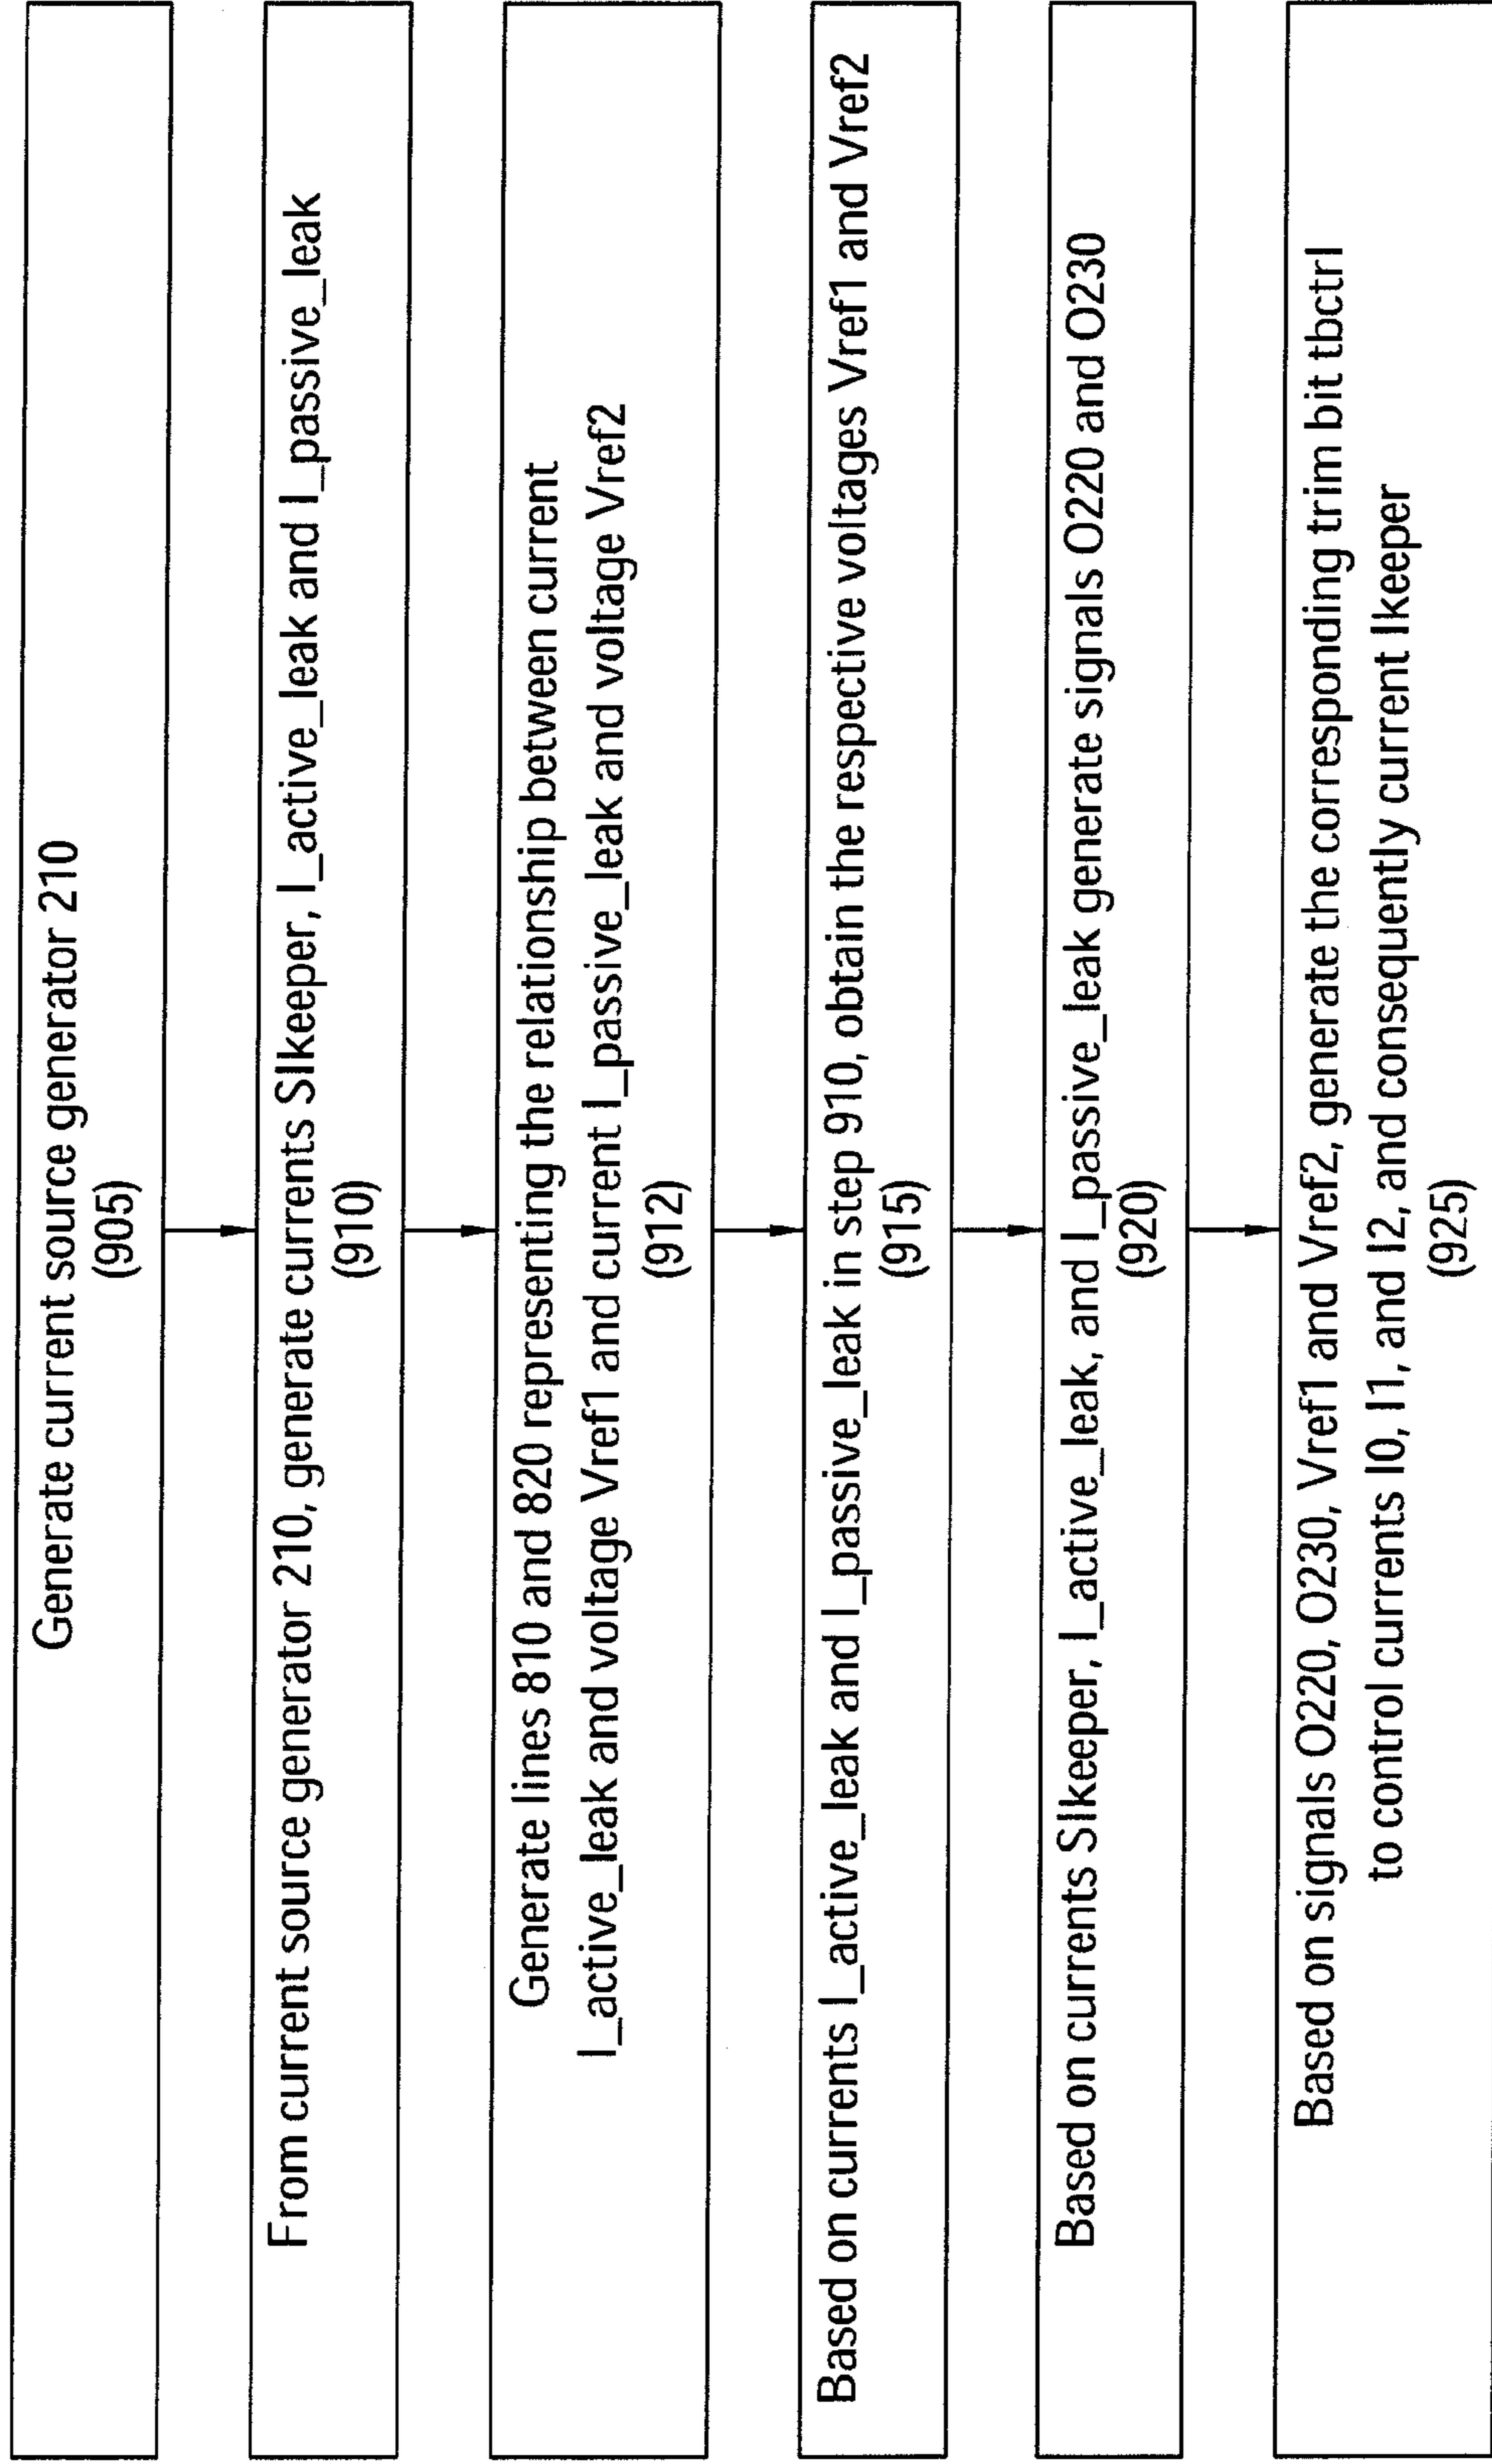 Generate current source generator 210
(905)
From current source generator 210, generate currents SIkeeper, I_active_leak and I_passive_leak
(910)
Generate lines 810 and 820 representing the relationship between current
I_active_leak and voltage Vref1 and current I_passive_leak and voltage Vref2
(912)
Based on currents I_active_leak and I_passive_leak in step 910, obtain the respective voltages Vref1 and Vref2
(915)
Based on currents SIkeeper, I_active_leak, and I_passive_leak generate signals O220 and O230
(920)
Based on signals O220, O230, Vref1 and Vref2, generate the corresponding trim bit tbctrl
to control currents I0, I1, and I2, and consequently current Ikeeper
(925)